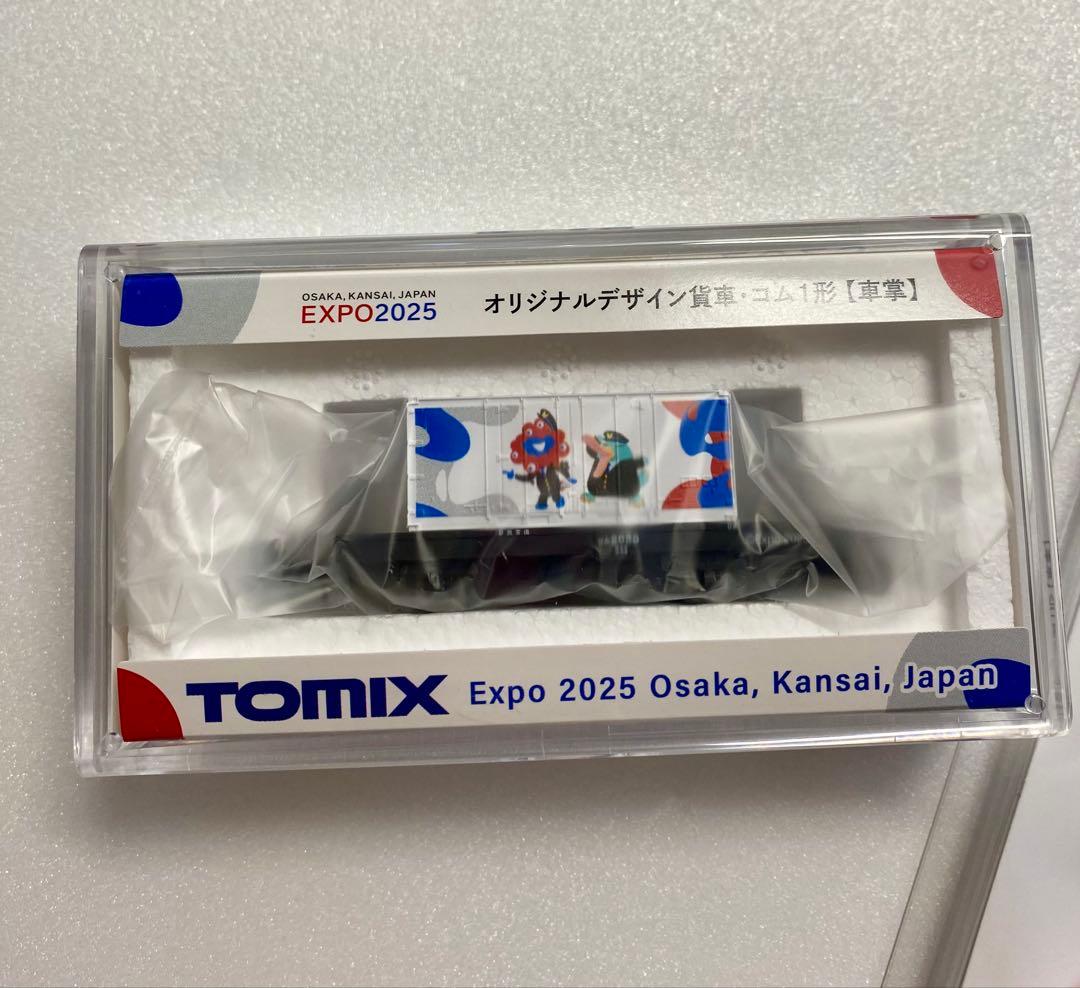 OSAKA, KANSAI, JAPAN
EXPO2025
オリジナルデザイン貨車・コム1形【車掌】
TOMIX
Expo 2025 Osaka, Kansai, Japan